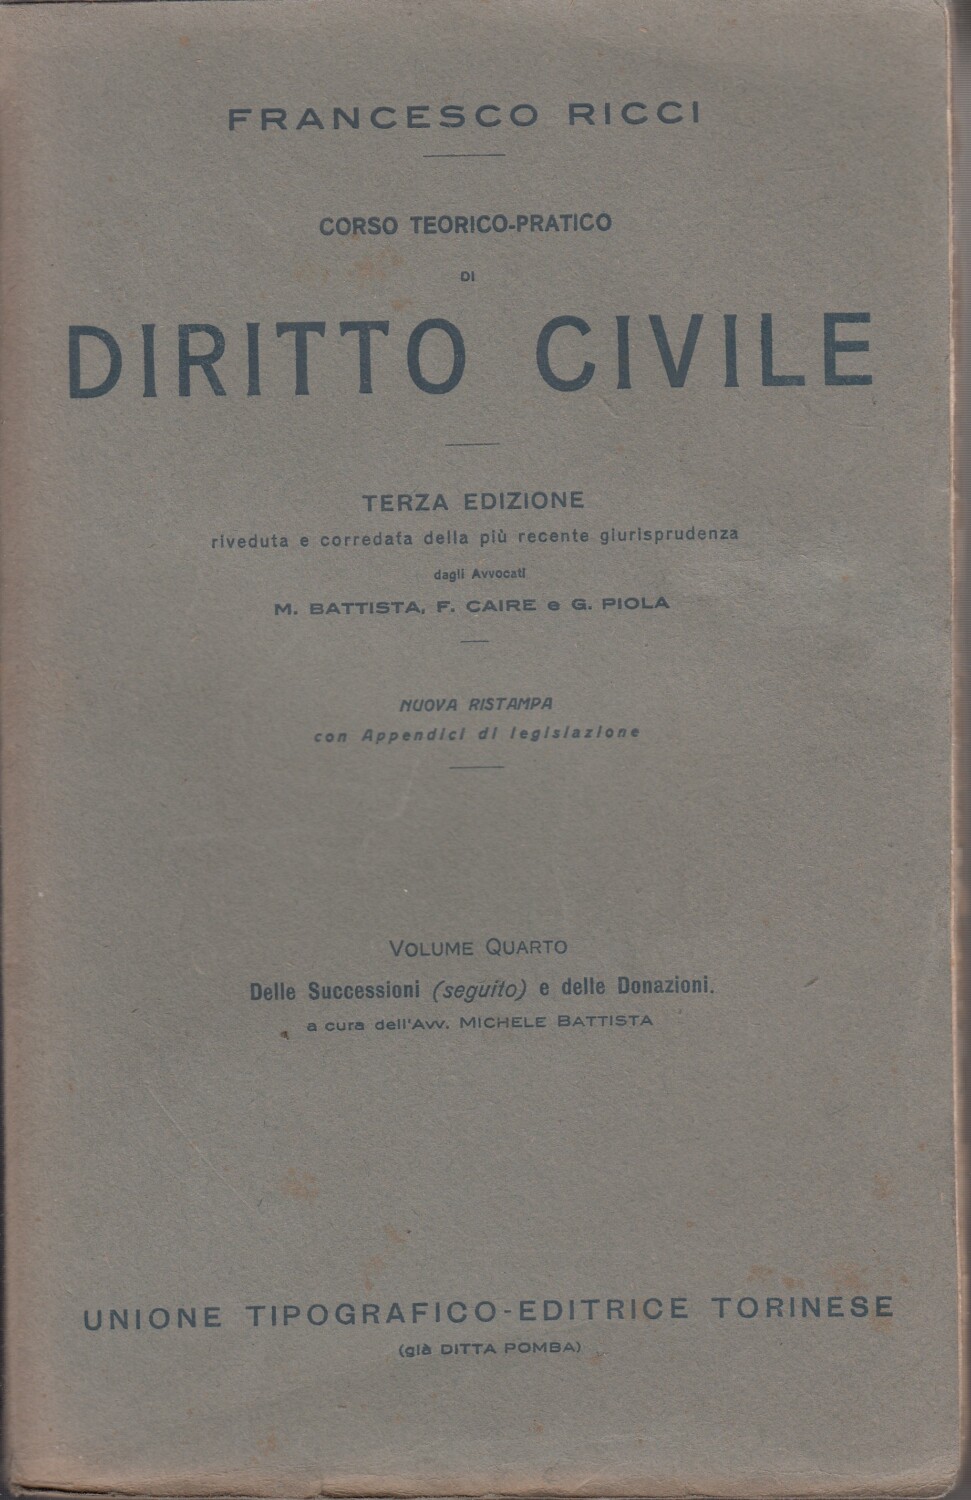 FRANCESCO RICCI
CORSO TEORICO-PRATICO
DI
DIRITTO CIVILE
TERZA EDIZIONE
riveduta e corredata della più recente giurisprudenza
dagli Avvocati
M. BATTISTA, F. CAIRE e G. PIOLA
NUOVA RISTAMPA
con Appendici di legislazione
VOLUME QUARTO
Delle Successioni (seguito) e delle Donazioni.
a cura dell'Avv. MICHELE BATTISTA
UNIONE TIPOGRAFICO-EDITRICE TORINESE
(già DITTA POMBA)